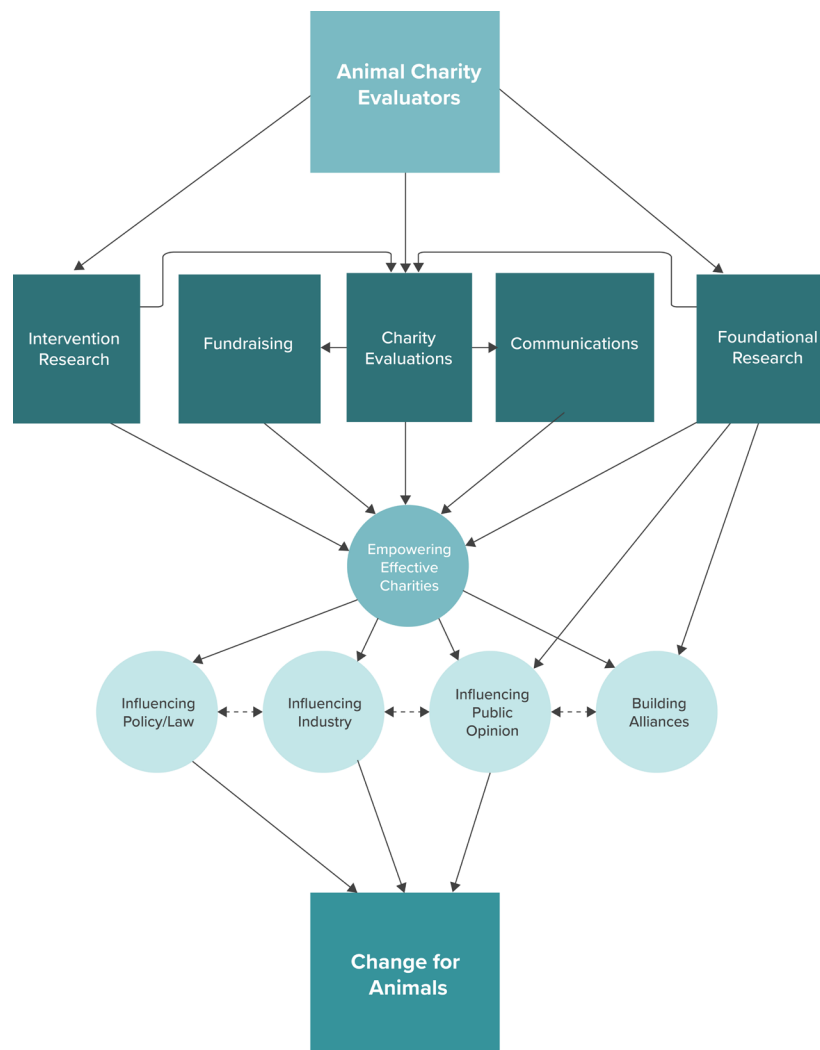 Animal Charity
Evaluators
Intervention
Research
Fundraising
Charity
Evaluations
Communications
Foundational
Research
Empowering
Effective
Charities
Influencing
Policy/Law
Influencing
Industry
Influencing
Public
Opinion
Building
Alliances
Change for
Animals